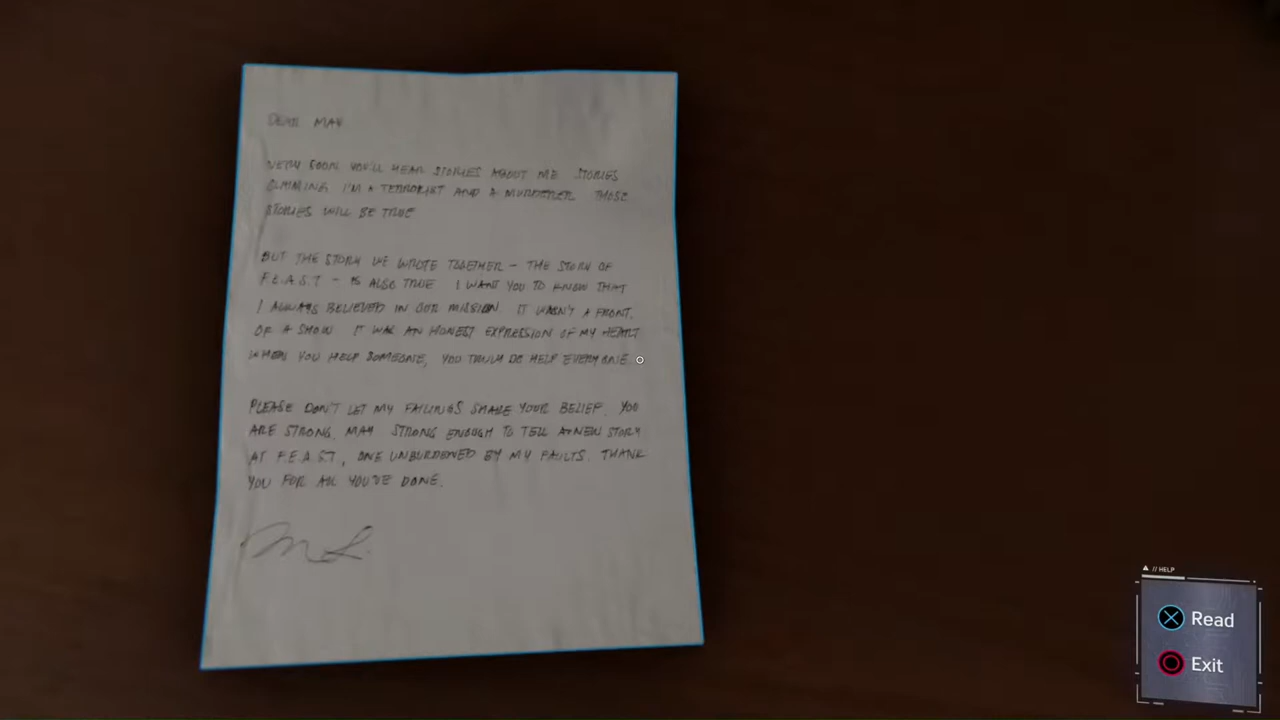 DEAR MAY
VERY SOON YOU'LL HEAR STORIES ABOUT ME STORIES
CLAIMING I'M A TERRORIST AND A MURDERER THOSE
STORIES WILL BE TRUE
BUT THE STORY WE WROTE TOGETHER - THE STORY OF
F.E.A.S.T - IS ALSO TRUE I WANT YOU TO KNOW THAT
I ALWAYS BELIEVED IN OUR MISSION. IT WASN'T A FRONT,
OR A SHOW IT WAS AN HONEST EXPRESSION OF MY HEART
WHEN YOU HELP SOMEONE, YOU TRULY DO HELP EVERYONE.
PLEASE DON'T LET MY FAILINGS SHAKE YOUR BELIEF. YOU
ARE STRONG, MAY STRONG ENOUGH TO TELL A NEW STORY
AT F.E.A.S.T, ONE UNBURDENED BY MY FAULTS. THANK
YOU FOR ALL YOU'VE DONE.
M L.
// HELP
Read
Exit